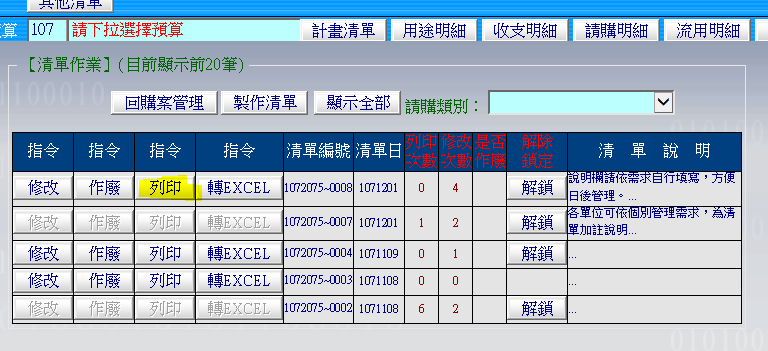 其他清單
預算 107 請下拉選擇預算 計畫清單 用途明細 收支明細 請購明細 流用明細
【清單作業】(目前顯示前20筆)
回購案管理 製作清單 顯示全部 請購類別：
指令 指令 指令 指令 清單編號 清單日 列印次數 修改次數 是否作廢 解除鎖定 清 單 說 明
修改 作廢 列印 轉EXCEL 1072075~0008 1071201 0 4 解鎖 說明欄請依需求自行填寫，方便
日後管理。...
修改 作廢 列印 轉EXCEL 1072075~0007 1071201 1 2 解鎖 各單位可依個別管理需求，為清
單加註說明...
修改 作廢 列印 轉EXCEL 1072075~0004 1071109 0 1 解鎖 ...
修改 作廢 列印 轉EXCEL 1072075~0003 1071108 0 0 ...
修改 作廢 列印 轉EXCEL 1072075~0002 1071108 6 2 解鎖 ...